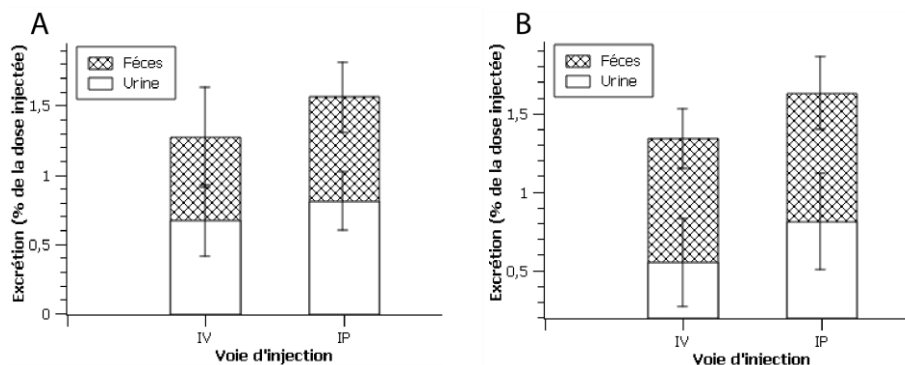 A
Excrétion (% de la dose injectée)
Féces
Urine
1,5
1
0,5
0
IV
IP
Voie d'injection
B
Excrétion (% de la dose injectée)
Féces
Urine
1,5
1
0,5
IV
IP
Voie d'injection